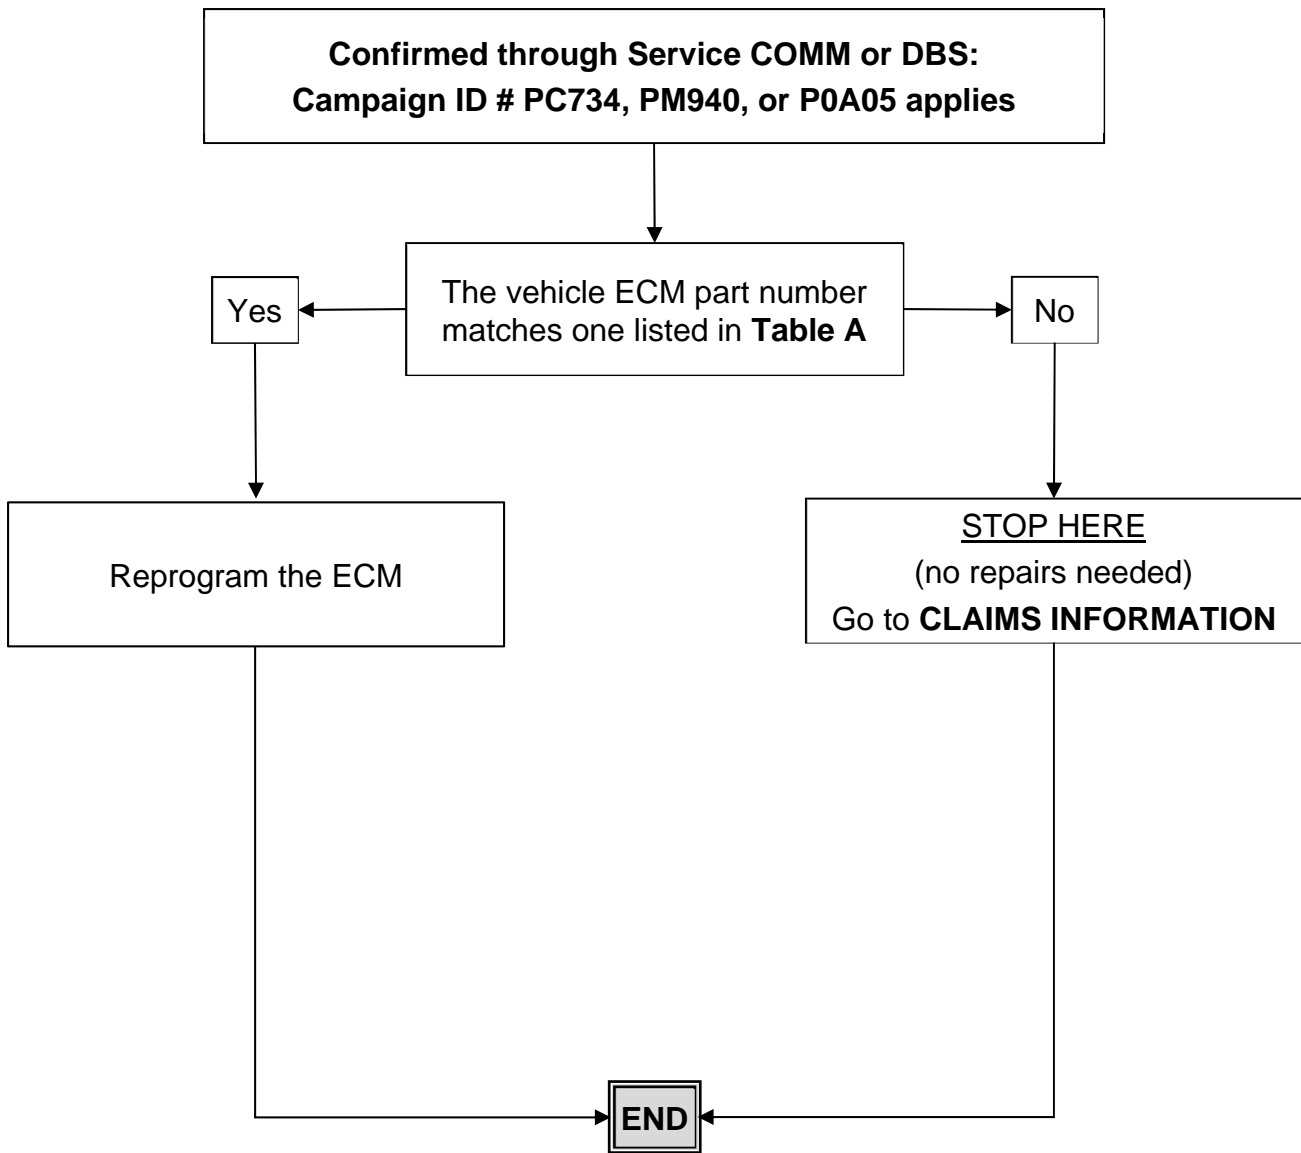 Confirmed through Service COMM or DBS:
Campaign ID # PC734, PM940, or P0A05 applies
The vehicle ECM part number
matches one listed in Table A
Yes
No
Reprogram the ECM
STOP HERE
(no repairs needed)
Go to CLAIMS INFORMATION
END